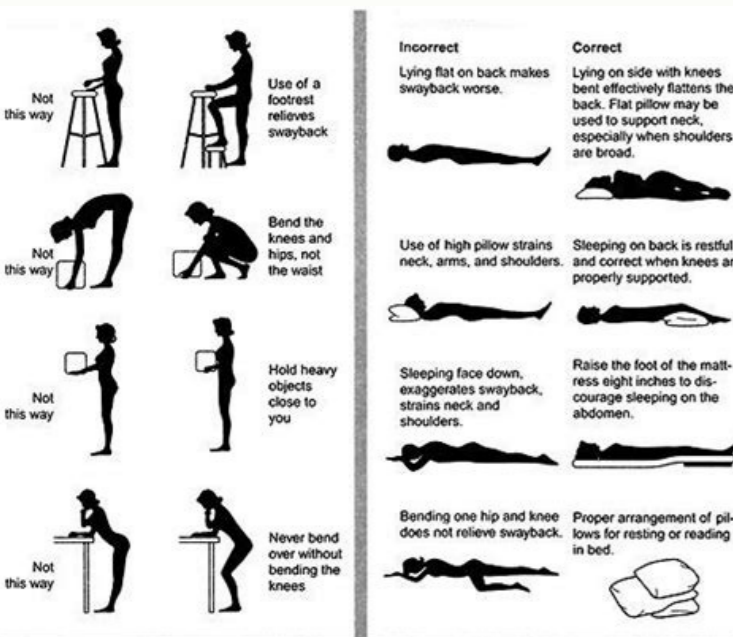 Not
this way
Use of a
footrest
relieves
swayback
Not
this way
Bend the
knees and
hips, not
the waist
Not
this way
Hold heavy
objects
close to
you
Not
this way
Never bend
over without
bending the
knees
Incorrect
Lying flat on back makes
swayback worse.
Correct
Lying on side with knees
bent effectively flattens the
back. Flat pillow may be
used to support neck,
especially when shoulders
are broad.
Use of high pillow strains
neck, arms, and shoulders.
Sleeping on back is restful
and correct when knees ar
properly supported.
Sleeping face down,
exaggerates swayback,
strains neck and
shoulders.
Raise the foot of the matt-
ress eight inches to dis-
courage sleeping on the
abdomen.
Bending one hip and knee
does not relieve swayback.
Proper arrangement of pil-
lows for resting or reading
in bed.